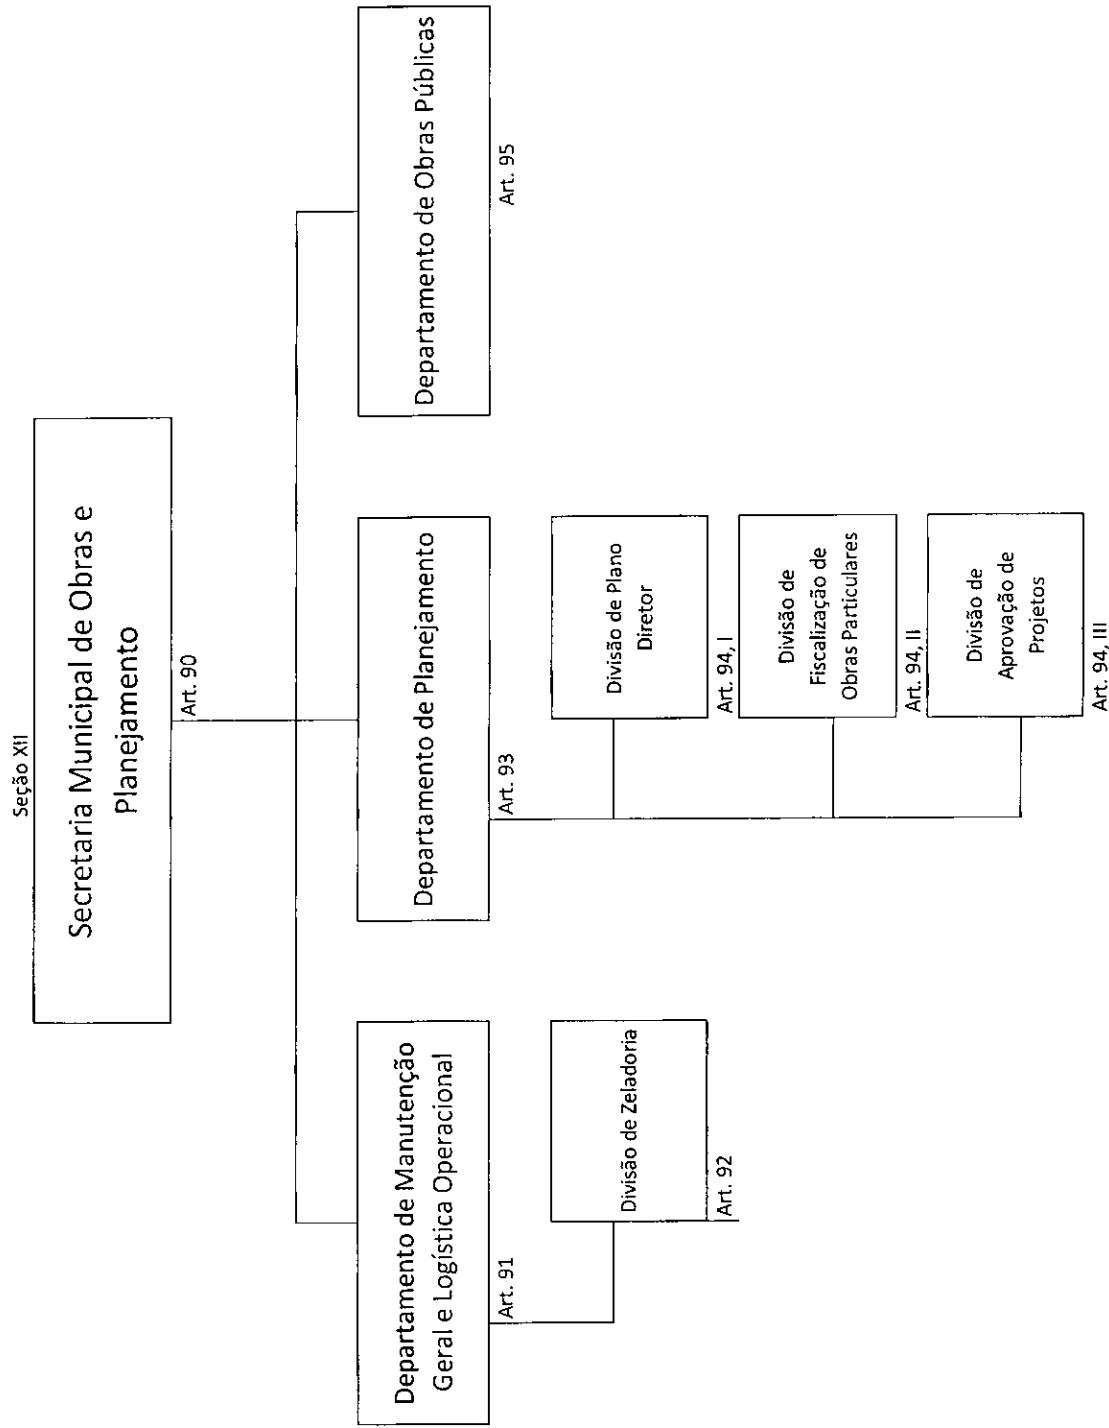 Seção XII
Secretaria Municipal de Obras e
Planejamento
Art. 90
Departamento de Manutenção
Geral e Logística Operacional
Art. 91
Divisão de Zeladoria
Art. 92
Departamento de Planejamento
Art. 93
Divisão de Plano
Diretor
Art. 94, I
Divisão de
Fiscalização de
Obras Particulares
Art. 94, II
Divisão de
Aprovação de
Projetos
Art. 94, III
Departamento de Obras Públicas
Art. 95